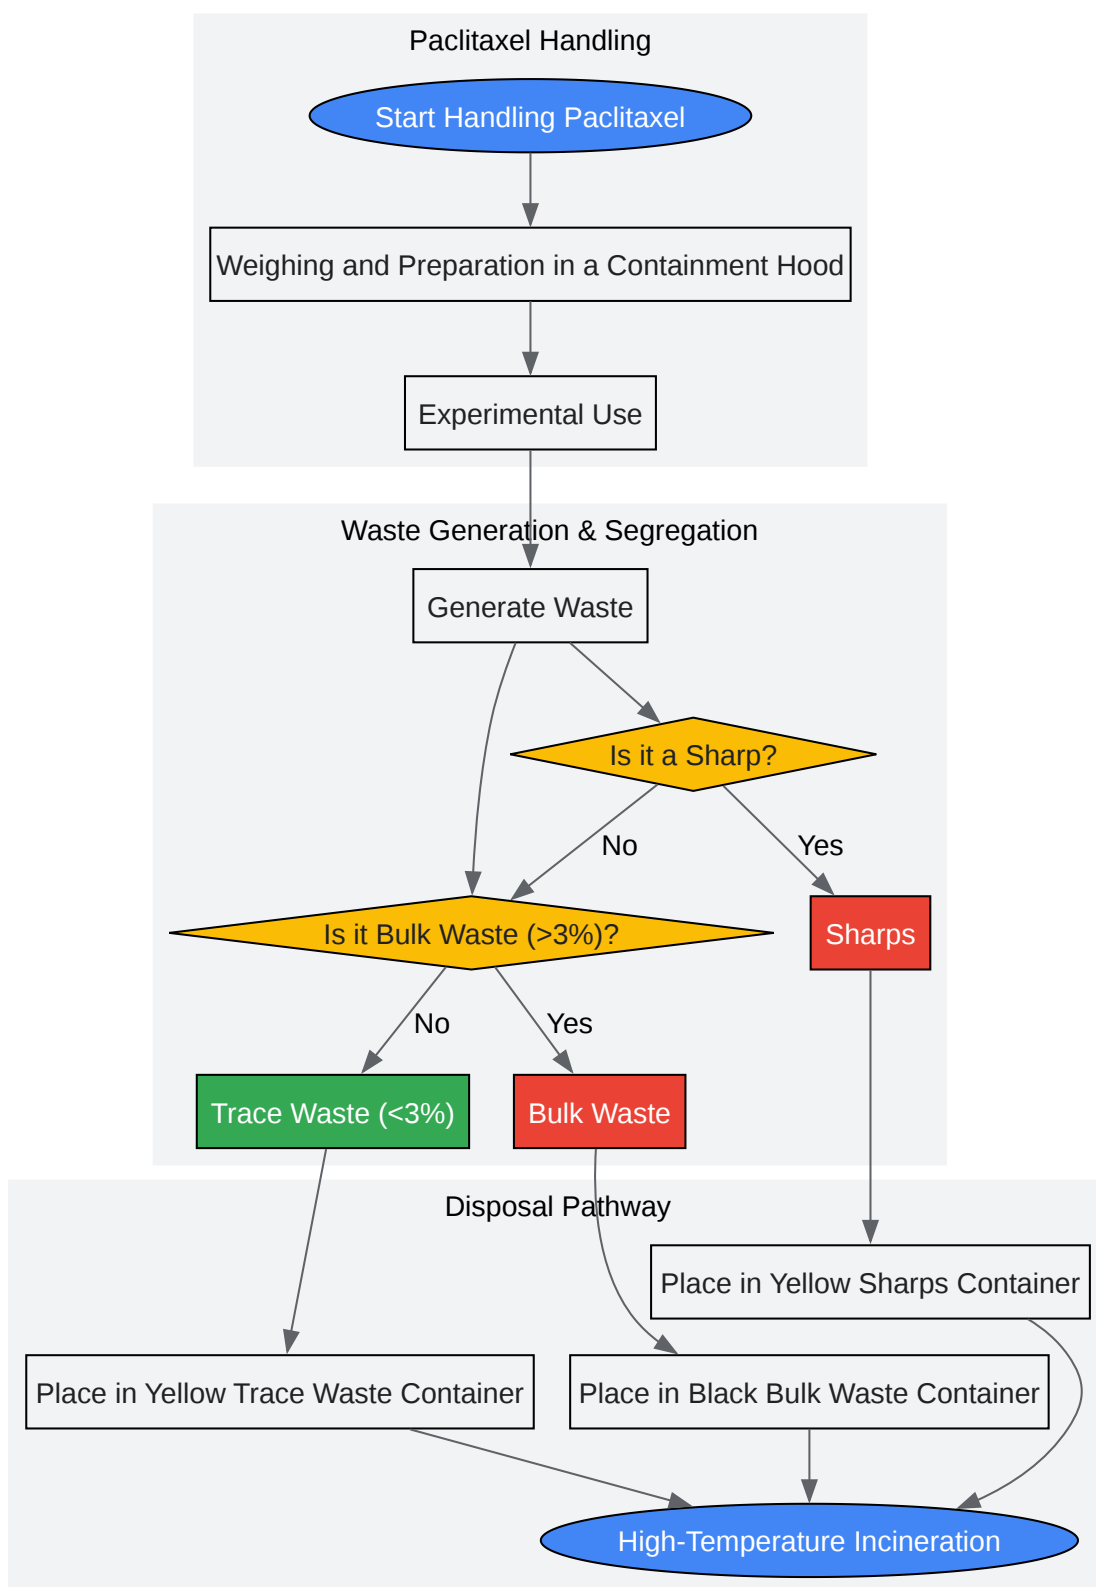 Paclitaxel Handling
Start Handling Paclitaxel
Weighing and Preparation in a Containment Hood
Experimental Use
Waste Generation & Segregation
Generate Waste
Is it a Sharp?
No
Yes
Is it Bulk Waste (>3%)?
Sharps
No
Yes
Trace Waste (<3%)
Bulk Waste
Disposal Pathway
Place in Yellow Sharps Container
Place in Yellow Trace Waste Container
Place in Black Bulk Waste Container
High-Temperature Incineration